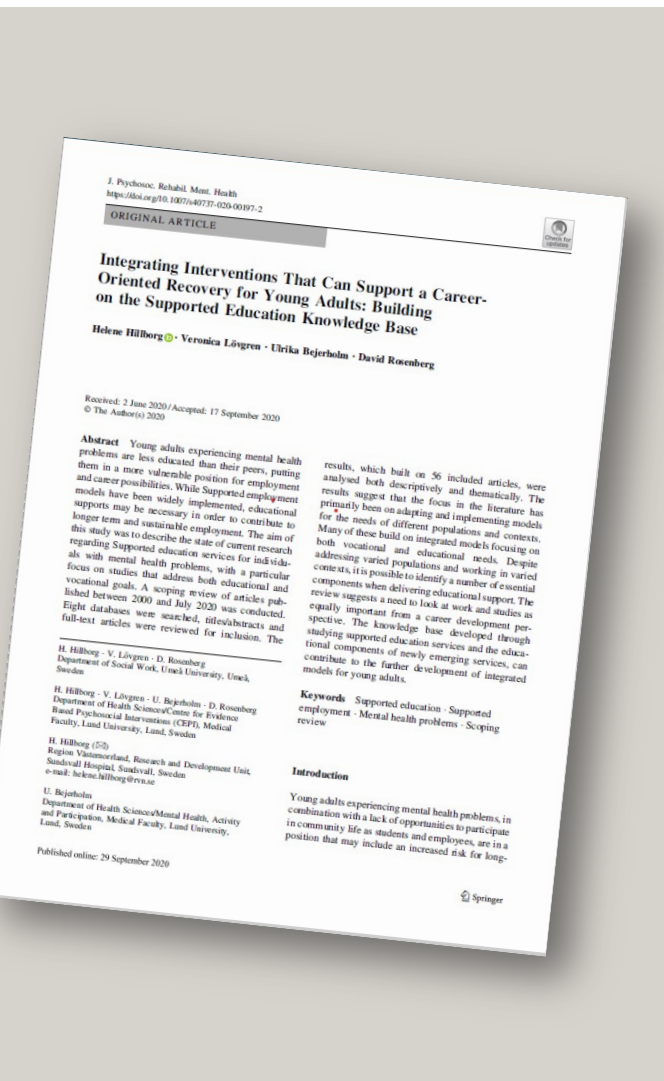 J. Psychosoc. Rehabil. Ment. Health
https://doi.org/10.1007/s40737-020-00197-2
ORIGINAL ARTICLE
Check for
updates
Integrating Interventions That Can Support a Career-
Oriented Recovery for Young Adults: Building
on the Supported Education Knowledge Base
Helene Hillborg · Veronica Lövgren · Ulrika Bejerholm · David Rosenberg
Received: 2 June 2020 / Accepted: 17 September 2020
© The Author(s) 2020
Abstract Young adults experiencing mental health
problems are less educated than their peers, putting
them in a more vulnerable position for employment
and career possibilities. While Supported employment
models have been widely implemented, educational
supports may be necessary in order to contribute to
longer term and sustainable employment. The aim of
this study was to describe the state of current research
regarding Supported education services for individu-
als with mental health problems, with a particular
focus on studies that address both educational and
vocational goals. A scoping review of articles pub-
lished between 2000 and July 2020 was conducted.
Eight databases were searched, titles/abstracts and
full-text articles were reviewed for inclusion. The
results, which built on 56 included articles, were
analysed both descriptively and thematically. The
results suggest that the focus in the literature has
primarily been on adapting and implementing models
for the needs of different populations and contexts.
Many of these build on integrated models focusing on
both vocational and educational needs. Despite
addressing varied populations and working in varied
contexts, it is possible to identify a number of essential
components when delivering educational support. The
review suggests a need to look at work and studies as
equally important from a career development per-
spective. The knowledge base developed through
studying supported education services and the educa-
tional components of newly emerging services, can
contribute to the further development of integrated
models for young adults.
Keywords Supported education · Supported
employment · Mental health problems · Scoping
review
H. Hillborg · V. Lövgren · D. Rosenberg
Department of Social Work, Umeå University, Umeå,
Sweden
H. Hillborg · V. Lövgren · U. Bejerholm · D. Rosenberg
Department of Health Sciences/Centre for Evidence
Based Psychosocial Interventions (CEPI), Medical
Faculty, Lund University, Lund, Sweden
H. Hillborg (✉)
Region Västernorrland, Research and Development Unit,
Sundsvall Hospital, Sundsvall, Sweden
e-mail: helene.hillborg@rvn.se
U. Bejerholm
Department of Health Sciences/Mental Health, Activity
and Participation, Medical Faculty, Lund University,
Lund, Sweden
Introduction
Young adults experiencing mental health problems, in
combination with a lack of opportunities to participate
in community life as students and employees, are in a
position that may include an increased risk for long-
Published online: 29 September 2020
Springer